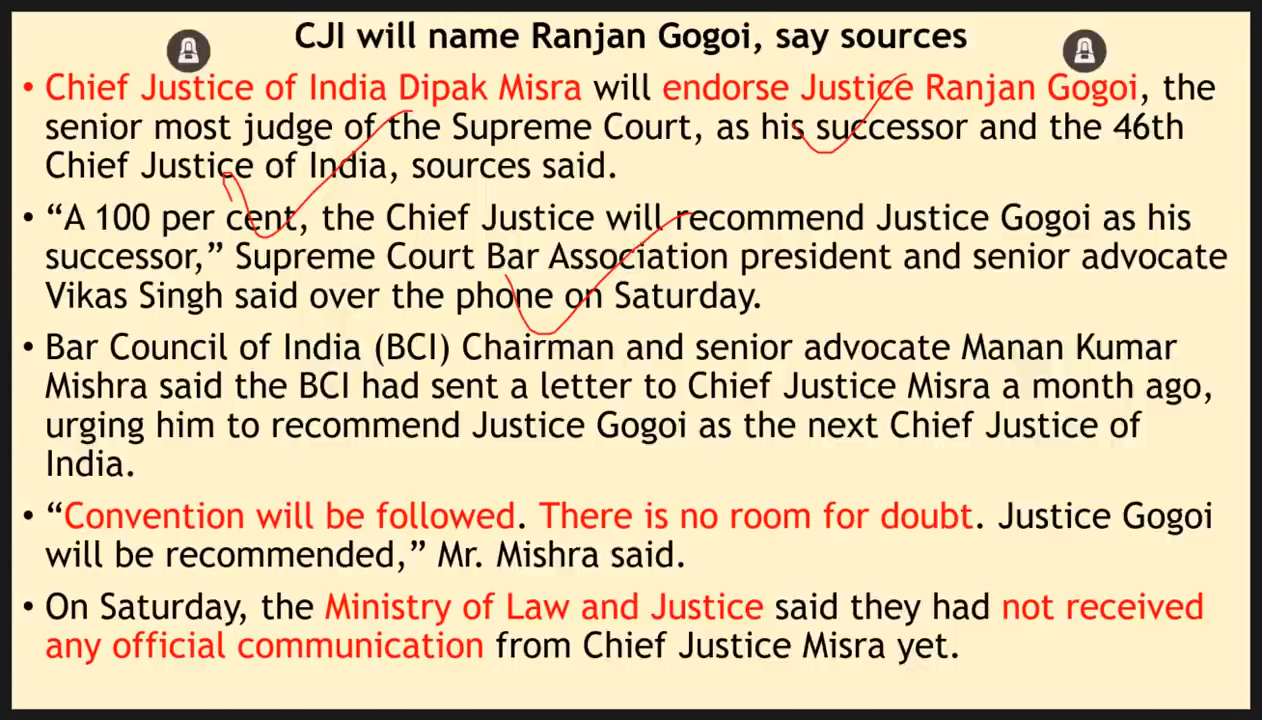 CJI will name Ranjan Gogoi, say sources
• Chief Justice of India Dipak Misra will endorse Justice Ranjan Gogoi, the
senior most judge of the Supreme Court, as his successor and the 46th
Chief Justice of India, sources said.
• “A 100 per cent, the Chief Justice will recommend Justice Gogoi as his
successor,” Supreme Court Bar Association president and senior advocate
Vikas Singh said over the phone on Saturday.
• Bar Council of India (BCI) Chairman and senior advocate Manan Kumar
Mishra said the BCI had sent a letter to Chief Justice Misra a month ago,
urging him to recommend Justice Gogoi as the next Chief Justice of
India.
• “Convention will be followed. There is no room for doubt. Justice Gogoi
will be recommended,” Mr. Mishra said.
• On Saturday, the Ministry of Law and Justice said they had not received
any official communication from Chief Justice Misra yet.